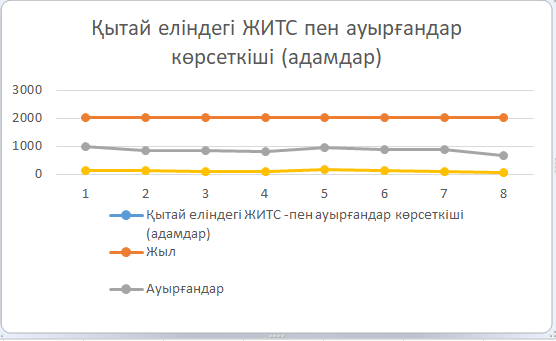 Қытай еліндегі ЖИТС пен ауырғандар
көрсеткіші (адамдар)
3000
2000
1000
0
1 2 3 4 5 6 7 8
Қытай еліндегі ЖИТС -пен ауырғандар көрсеткіші
(адамдар)
Жыл
Ауырғандар